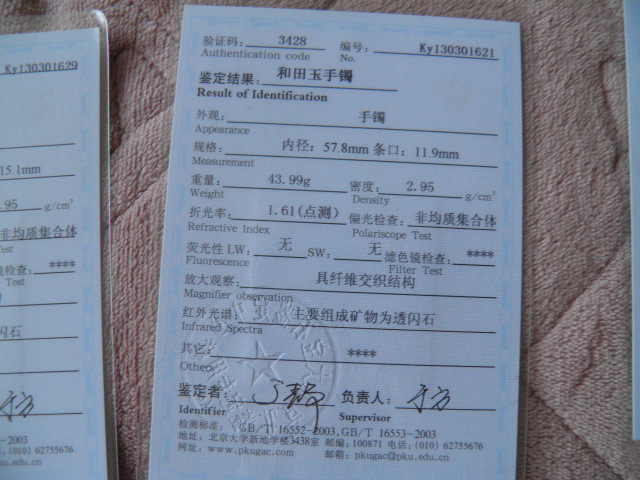 Ky130301629
15.1mm
.95 g/cm³
非均质集合体
Test
检查: ****
Test
闪石
-2003
(010) 62755676
du.cn
验证码: 3428 编号: Ky130301621
Authentication code No.
鉴定结果: 和田玉手镯
Result of Identification
外观: 手镯
Appearance
规格: 内径: 57.8mm 条口: 11.9mm
Measurement
重量: 43.99g 密度: 2.95 g/cm³
Weight Density
折光率: 1.61(点测) 偏光检查: 非均质集合体
Refractive Index Polariscope Test
荧光性 LW: 无 SW: 无 滤色镜检查: ****
Fluorescence Filter Test
放大观察: 具纤维交织结构
Magnifier observation
红外光谱: 主要组成矿物为透闪石
Infrared Spectra
其它: ****
Others
鉴定者: 负责人:
Identifier Supervisor
检测标准: GB/T 16552-2003,GB/T 16553-2003
地址: 北京大学新地学楼3438室 邮编: 100871 电话: (010) 62755676
网址: www.pkugac.com 邮箱: pkugac@pku.edu.cn